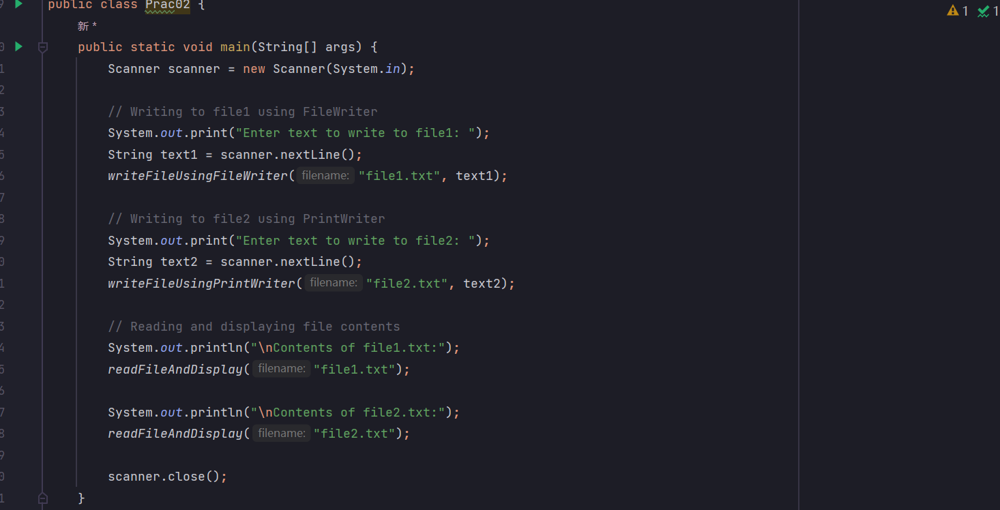 public class Prac02 {
新 *
public static void main(String[] args) {
Scanner scanner = new Scanner(System.in);
// Writing to file1 using FileWriter
System.out.print("Enter text to write to file1: ");
String text1 = scanner.nextLine();
writeFileUsingFileWriter( filename: "file1.txt", text1);
// Writing to file2 using PrintWriter
System.out.print("Enter text to write to file2: ");
String text2 = scanner.nextLine();
writeFileUsingPrintWriter( filename: "file2.txt", text2);
// Reading and displaying file contents
System.out.println("\nContents of file1.txt:");
readFileAndDisplay( filename: "file1.txt");
System.out.println("\nContents of file2.txt:");
readFileAndDisplay( filename: "file2.txt");
scanner.close();
}
1 1